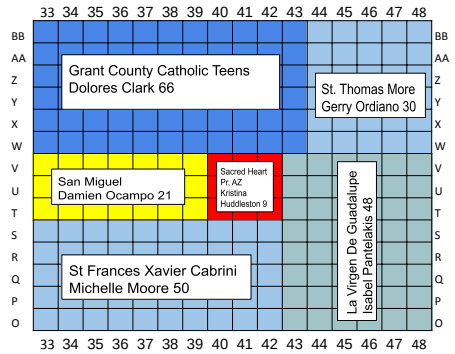 33 34 35 36 37 38 39 40 41 42 43 44 45 46 47 48
BB BB
AA AA
Z Z
Y Y
X X
W W
V V
U U
T T
S S
R R
Q Q
P P
O O
33 34 35 36 37 38 39 40 41 42 43 44 45 46 47 48
Grant County Catholic Teens
Dolores Clark 66
St. Thomas More
Gerry Ordiano 30
San Miguel
Damien Ocampo 21
Sacred Heart
Pr, AZ
Kristina
Huddleston 9
La Virgen De Guadalupe
Isabel Pantelakis 48
St Frances Xavier Cabrini
Michelle Moore 50